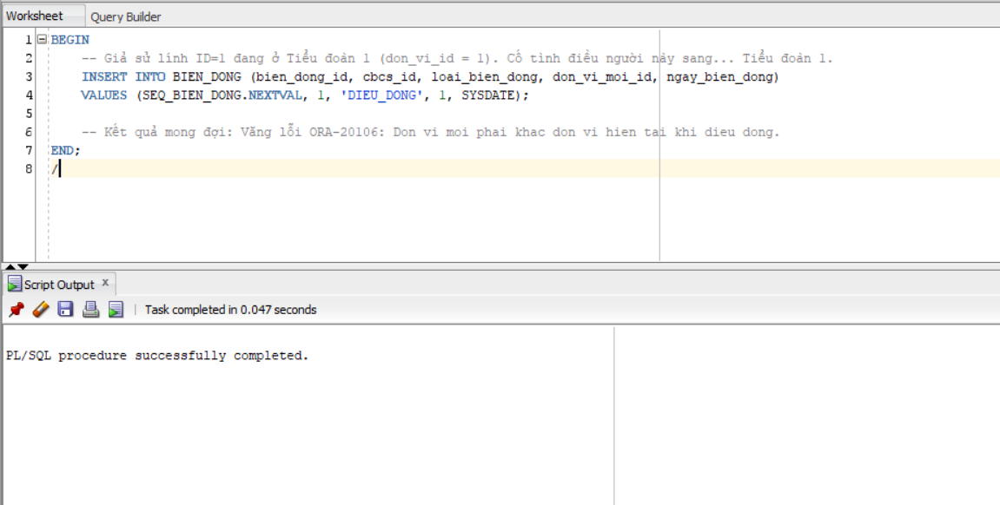 Worksheet Query Builder
1 BEGIN
2 -- Giả sử lính ID=1 đang ở Tiểu đoàn 1 (don_vi_id = 1). Cố tình điều người này sang... Tiểu đoàn 1.
3 INSERT INTO BIEN_DONG (bien_dong_id, cbcs_id, loai_bien_dong, don_vi_moi_id, ngay_bien_dong)
4 VALUES (SEQ_BIEN_DONG.NEXTVAL, 1, 'DIEU_DONG', 1, SYSDATE);
5
6 -- Kết quả mong đợi: Văng lỗi ORA-20106: Don vi moi phai khac don vi hien tai khi dieu dong.
7 END;
8 /
Script Output x
Task completed in 0.047 seconds
PL/SQL procedure successfully completed.